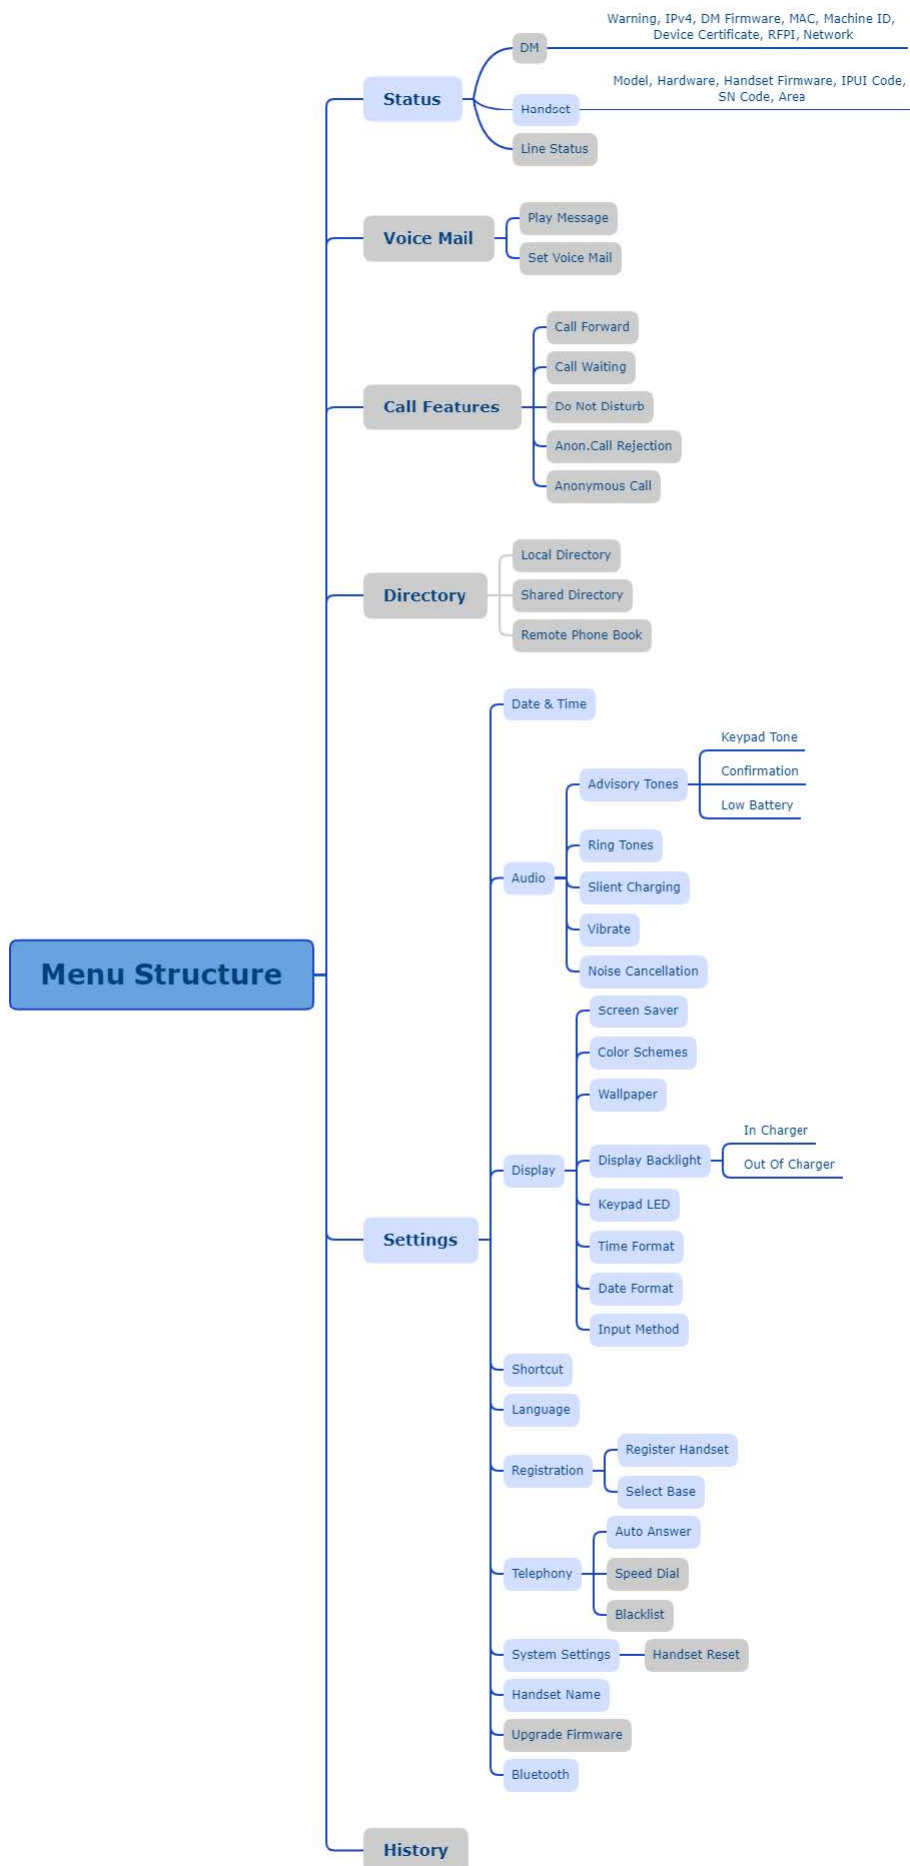 Warning, IPv4, DM Firmware, MAC, Machine ID,
Device Certificate, RFPI, Network
DM
Status
Model, Hardware, Handset Firmware, IPUI Code,
SN Code, Area
Handset
Line Status
Voice Mail
Play Message
Set Voice Mail
Call Features
Call Forward
Call Waiting
Do Not Disturb
Anon.Call Rejection
Anonymous Call
Directory
Local Directory
Shared Directory
Remote Phone Book
Menu Structure
Settings
Date & Time
Audio
Advisory Tones
Keypad Tone
Confirmation
Low Battery
Ring Tones
Slient Charging
Vibrate
Noise Cancellation
Display
Screen Saver
Color Schemes
Wallpaper
Display Backlight
In Charger
Out Of Charger
Keypad LED
Time Format
Date Format
Input Method
Shortcut
Language
Registration
Register Handset
Select Base
Telephony
Auto Answer
Speed Dial
Blacklist
System Settings
Handset Reset
Handset Name
Upgrade Firmware
Bluetooth
History